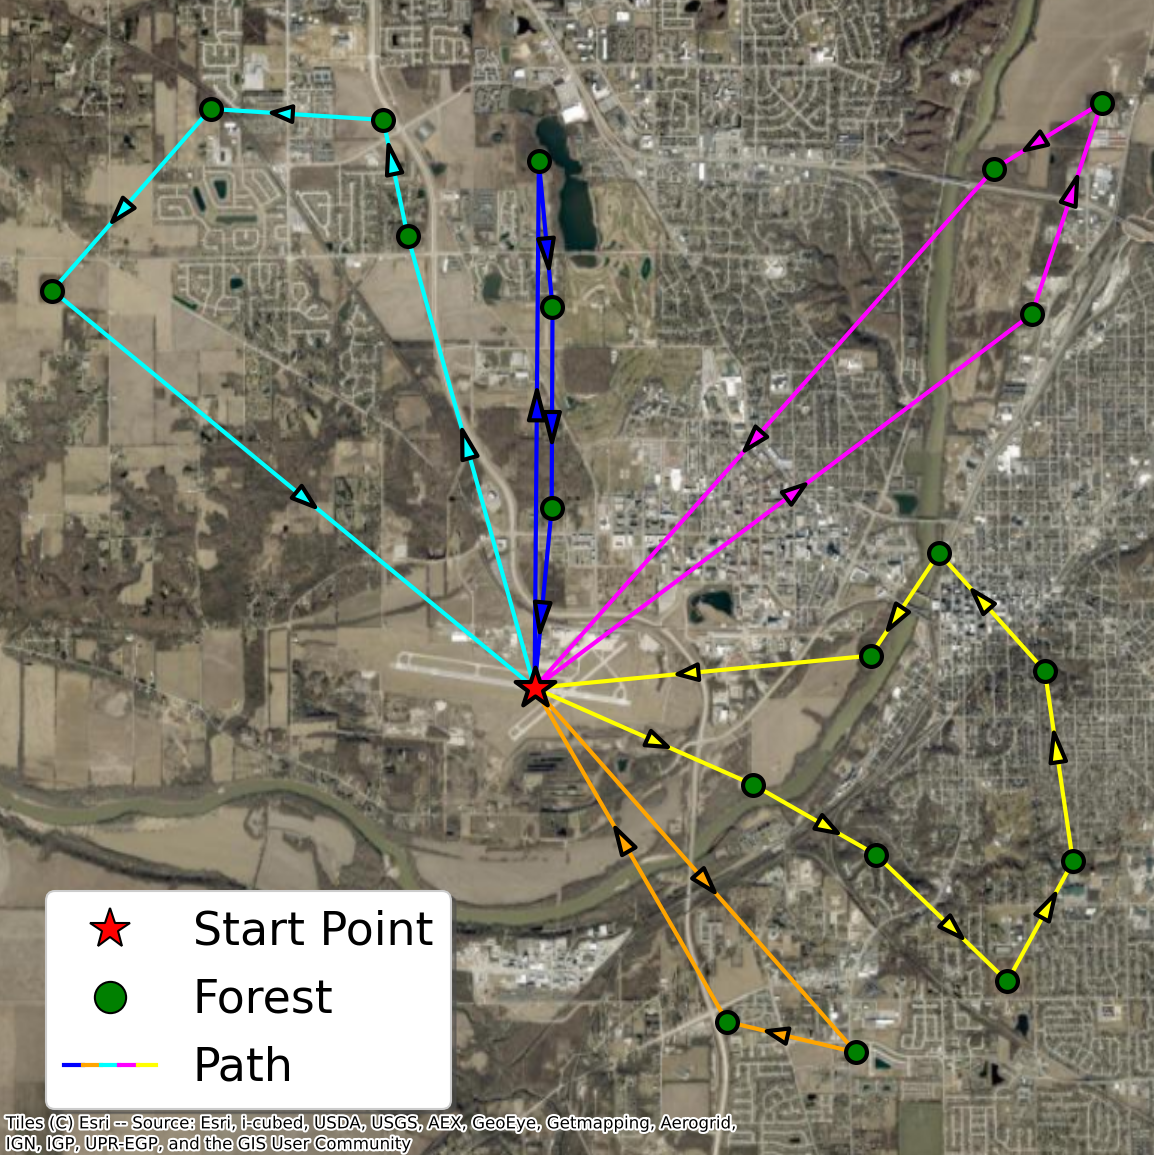 Start Point
Forest
Path
Tiles (C) Esri -- Source: Esri, i-cubed, USDA, USGS, AEX, GeoEye, Getmapping, Aerogrid,
IGN, IGP, UPR-EGP, and the GIS User Community